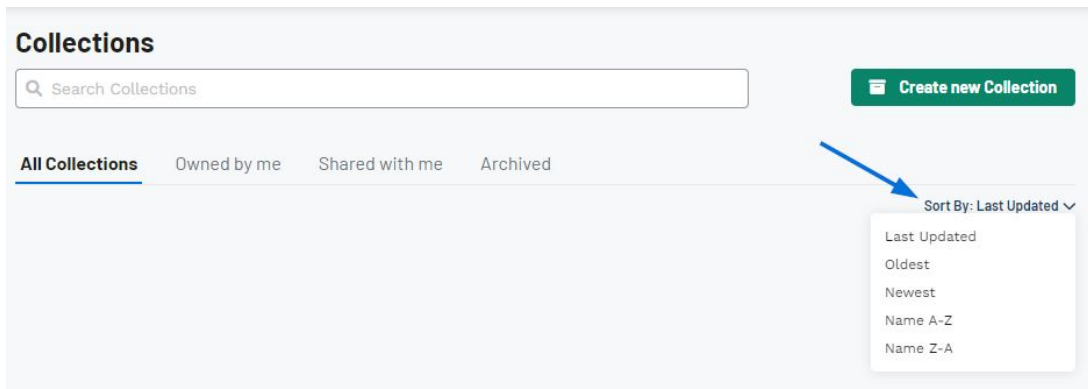 Collections
Search Collections
Create new Collection
All Collections Owned by me Shared with me Archived
Sort By: Last Updated
Last Updated
Oldest
Newest
Name A-Z
Name Z-A